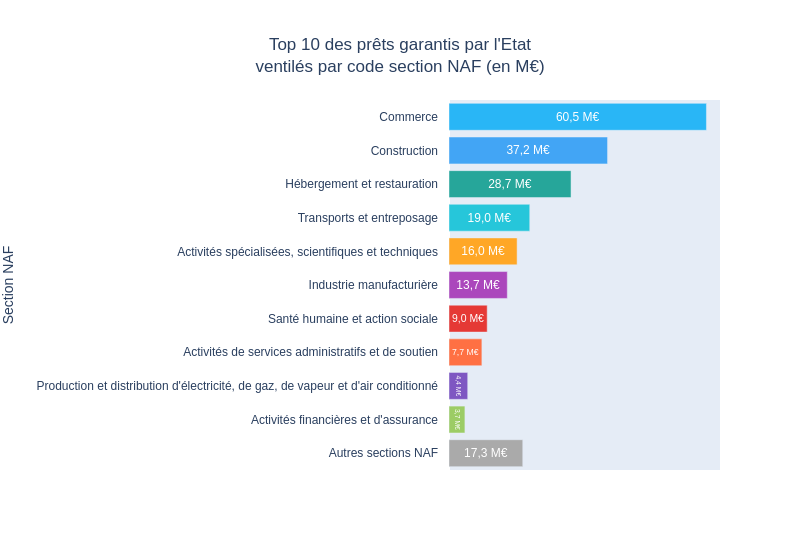 Top 10 des prêts garantis par l'Etat
ventilés par code section NAF (en M€)
Section NAF
Commerce 60,5 M€
Construction 37,2 M€
Hébergement et restauration 28,7 M€
Transports et entreposage 19,0 M€
Activités spécialisées, scientifiques et techniques 16,0 M€
Industrie manufacturière 13,7 M€
Santé humaine et action sociale 9,0 M€
Activités de services administratifs et de soutien 7,7 M€
Production et distribution d'électricité, de gaz, de vapeur et d'air conditionné 4,4 M€
Activités financières et d'assurance 3,7 M€
Autres sections NAF 17,3 M€